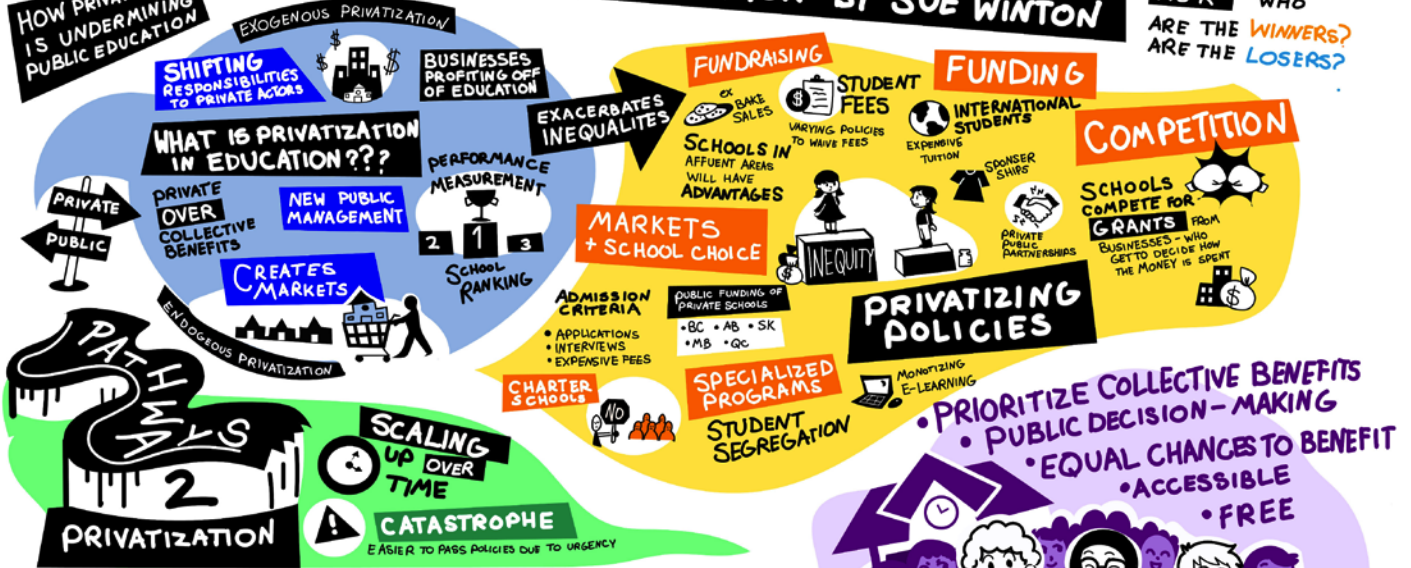 HOW
IS UNDERMINING
PUBLIC EDUCATION
BY SUE WINTON
WHO
ARE THE WINNERS?
ARE THE LOSERS?
EXOGENOUS PRIVATIZATION
SHIFTING
RESPONSIBILITIES
TO PRIVATE ACTORS
BUSINESSES
PROFITING OFF
OF EDUCATION
WHAT IS PRIVATIZATION
IN EDUCATION???
PRIVATE
PUBLIC
PRIVATE
OVER
COLLECTIVE
BENEFITS
NEW PUBLIC
MANAGEMENT
PERFORMANCE
MEASUREMENT
2 1 3
SCHOOL
RANKING
CREATES
MARKETS
ENDOGEOUS PRIVATIZATION
EXACERBATES
INEQUALITES
FUNDRAISING
EX
BAKE
SALES
SCHOOLS IN
AFFUENT AREAS
WILL HAVE
ADVANTAGES
STUDENT
FEES
VARYING POLICIES
TO WAIVE FEES
FUNDING
INTERNATIONAL
STUDENTS
EXPENSIVE
TUITION
SPONSER
SHIPS
PRIVATE
PUBLIC
PARTNERSHIPS
COMPETITION
SCHOOLS
COMPETE FOR
GRANTS FROM
BUSINESSES - WHO
GET TO DECIDE HOW
THE MONEY IS SPENT
MARKETS
+ SCHOOL CHOICE
INEQUITY
ADMISSION
CRITERIA
• APPLICATIONS
• INTERVIEWS
• EXPENSIVE FEES
PUBLIC FUNDING OF
PRIVATE SCHOOLS
• BC • AB • SK
• MB • QC
PRIVATIZING
POLICIES
CHARTER
SCHOOLS
NO
SPECIALIZED
PROGRAMS
STUDENT
SEGREGATION
MONOTIZING
E-LEARNING
PATHWAYS
2
PRIVATIZATION
SCALING
UP OVER
TIME
CATASTROPHE
EASIER TO PASS POLICIES DUE TO URGENCY
• PRIORITIZE COLLECTIVE BENEFITS
• PUBLIC DECISION-MAKING
• EQUAL CHANCES TO BENEFIT
• ACCESSIBLE
• FREE